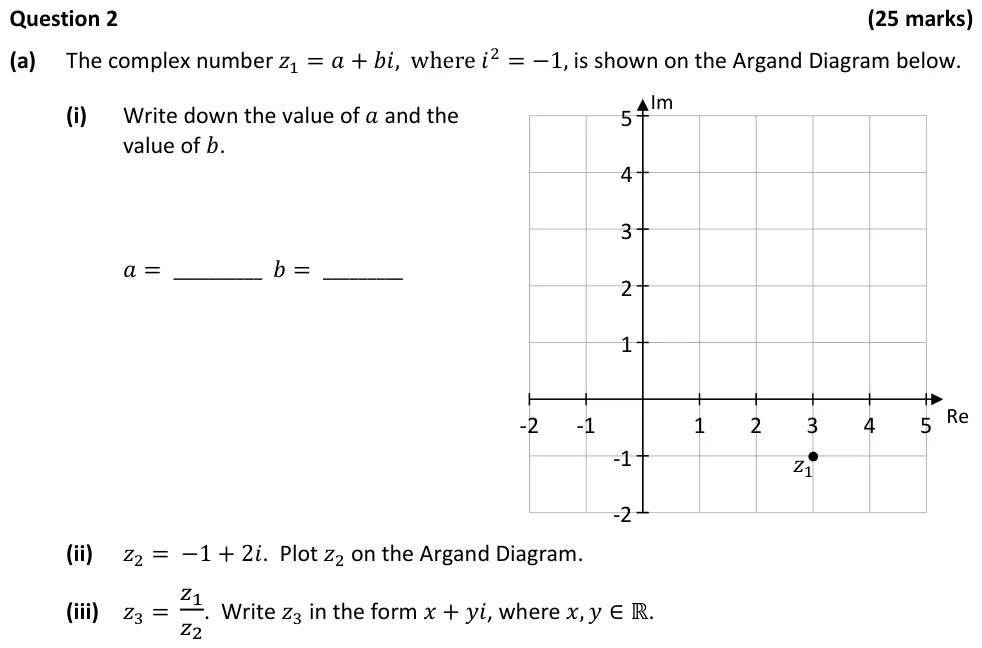 Question 2 (25 marks)
(a) The complex number z₁ = a + bi, where i² = −1, is shown on the Argand Diagram below.
(i) Write down the value of a and the
value of b.
a = ________ b = ________
Im
5
4
3
2
1
-2 -1 1 2 3 4 5 Re
-1
z₁
-2
(ii) z₂ = −1 + 2i. Plot z₂ on the Argand Diagram.
(iii) z₃ = z₁/z₂. Write z₃ in the form x + yi, where x, y ∈ ℝ.